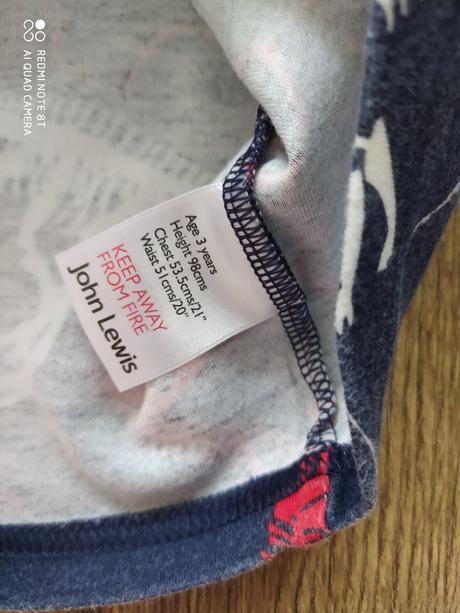 REDMI NOTE 8T
AI QUAD CAMERA
Age 3 years
Height 98cms
Chest 53.5cms/21"
Waist 51cms/20"
KEEP AWAY
FROM FIRE
John Lewis